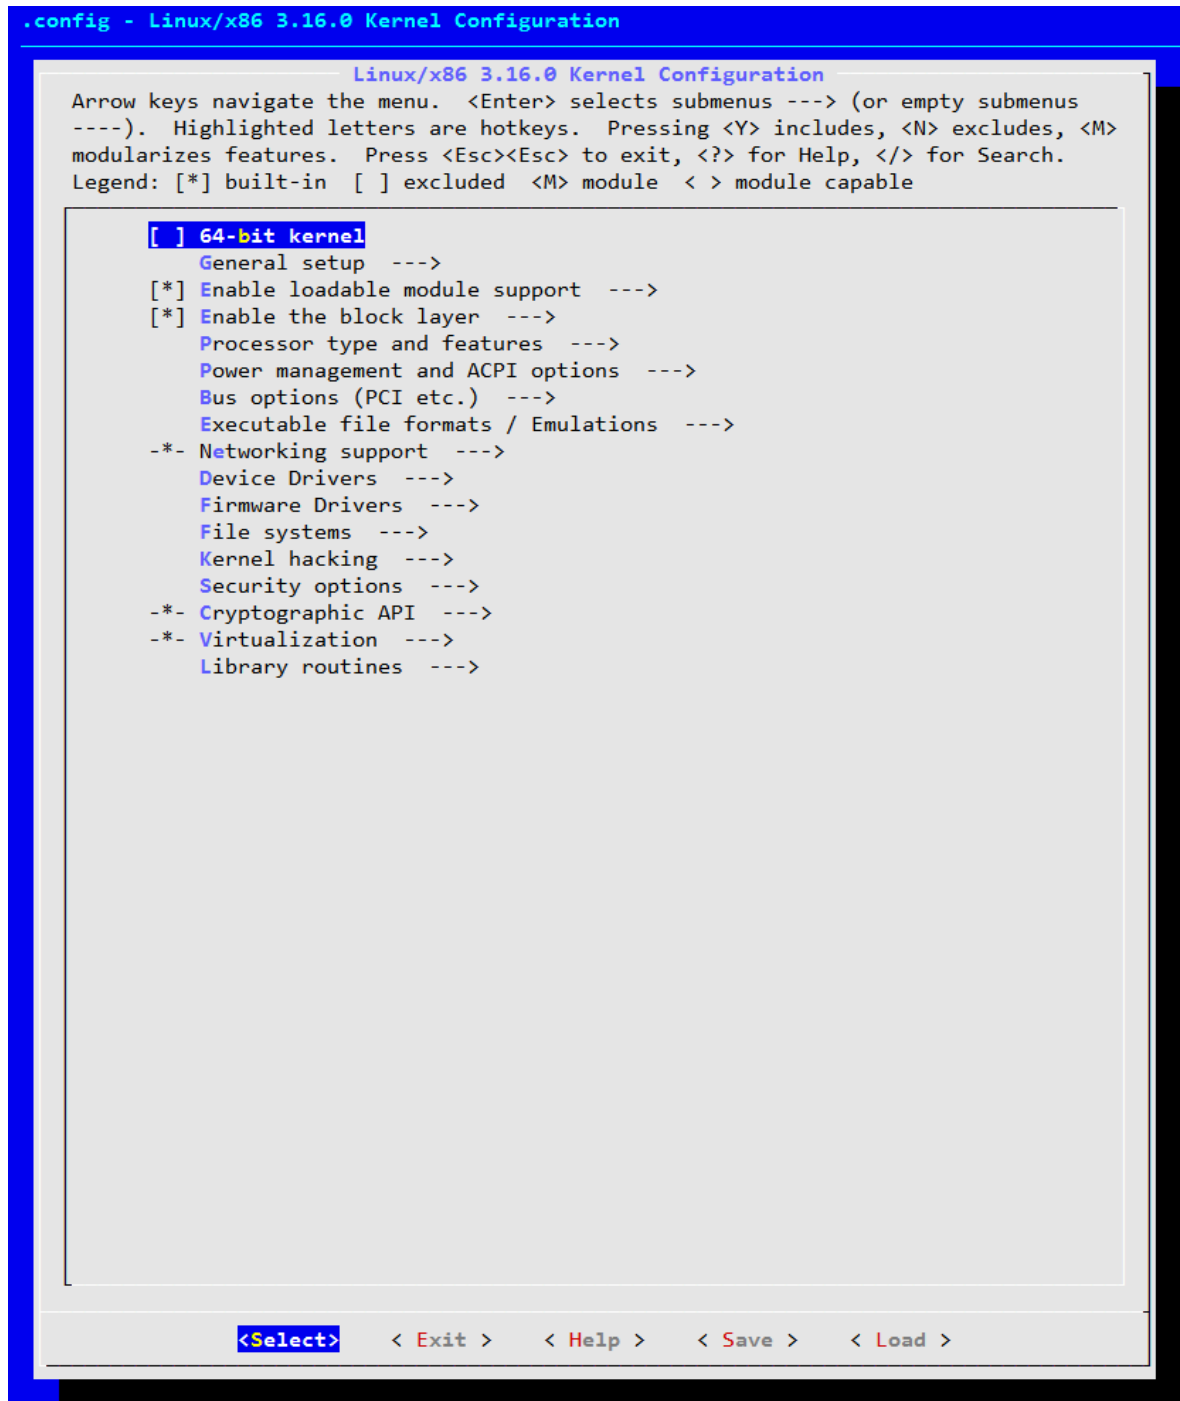 .config - Linux/x86 3.16.0 Kernel Configuration
Linux/x86 3.16.0 Kernel Configuration
Arrow keys navigate the menu.  <Enter> selects submenus ---> (or empty submenus
----).  Highlighted letters are hotkeys.  Pressing <Y> includes, <N> excludes, <M>
modularizes features.  Press <Esc><Esc> to exit, <?> for Help, </> for Search.
Legend: [*] built-in  [ ] excluded  <M> module  < > module capable
[ ] 64-bit kernel
General setup  --->
[*] Enable loadable module support  --->
[*] Enable the block layer  --->
Processor type and features  --->
Power management and ACPI options  --->
Bus options (PCI etc.)  --->
Executable file formats / Emulations  --->
-*- Networking support  --->
Device Drivers  --->
Firmware Drivers  --->
File systems  --->
Kernel hacking  --->
Security options  --->
-*- Cryptographic API  --->
-*- Virtualization  --->
Library routines  --->
<Select>    < Exit >    < Help >    < Save >    < Load >